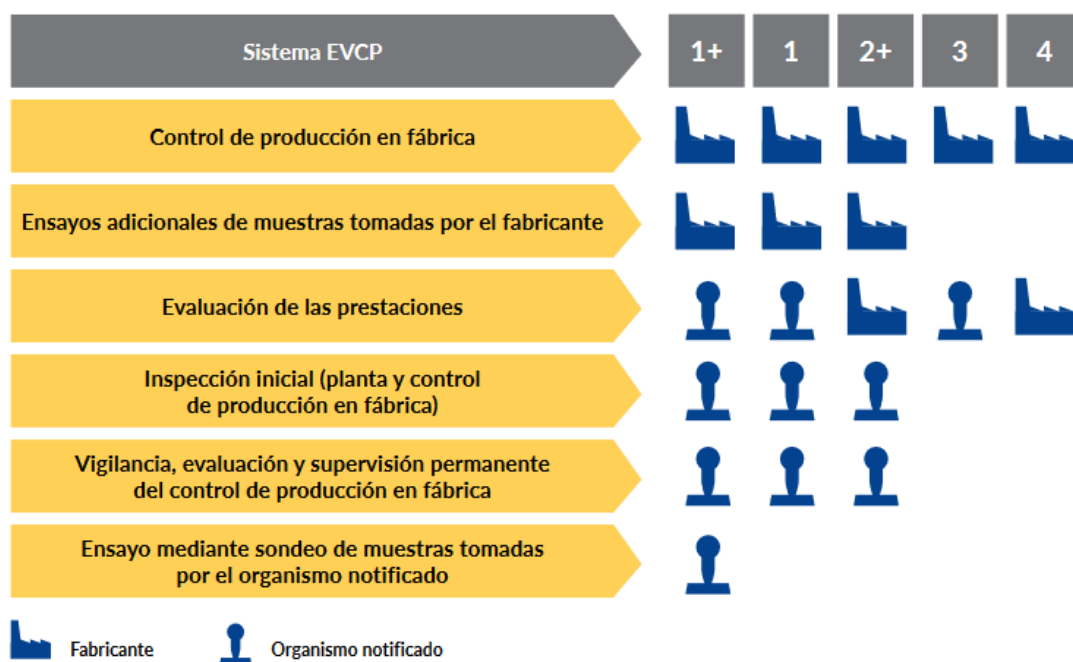 Sistema EVCP
1+ 1 2+ 3 4
Control de producción en fábrica
Ensayos adicionales de muestras tomadas por el fabricante
Evaluación de las prestaciones
Inspección inicial (planta y control
de producción en fábrica)
Vigilancia, evaluación y supervisión permanente
del control de producción en fábrica
Ensayo mediante sondeo de muestras tomadas
por el organismo notificado
Fabricante
Organismo notificado